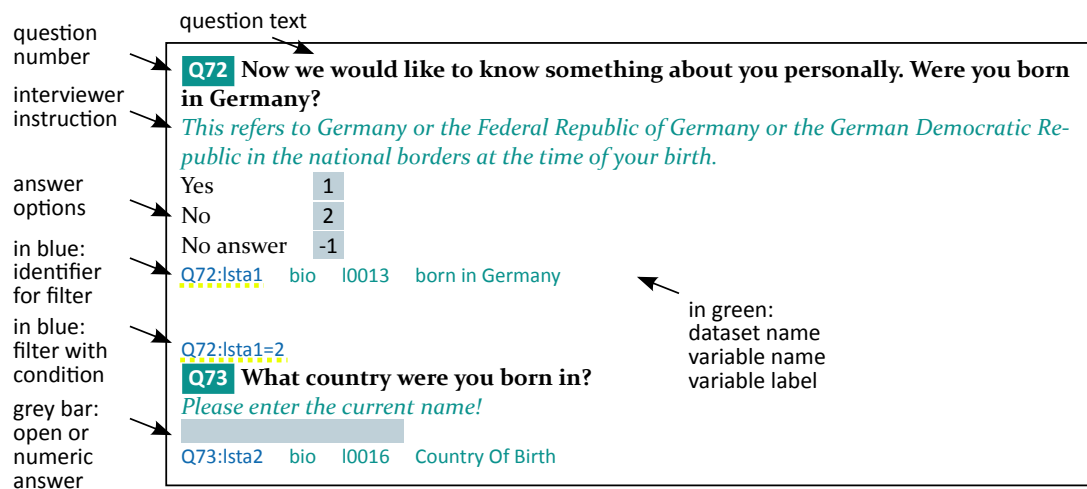 question text
question
number
Q72 Now we would like to know something about you personally. Were you born
in Germany?
interviewer
instruction
This refers to Germany or the Federal Republic of Germany or the German Democratic Re-
public in the national borders at the time of your birth.
answer
options
Yes 1
No 2
No answer -1
in blue:
identifier
for filter
Q72:lsta1 bio l0013 born in Germany
in green:
dataset name
variable name
variable label
in blue:
filter with
condition
Q72:lsta1=2
Q73 What country were you born in?
Please enter the current name!
grey bar:
open or
numeric
answer
Q73:lsta2 bio l0016 Country Of Birth